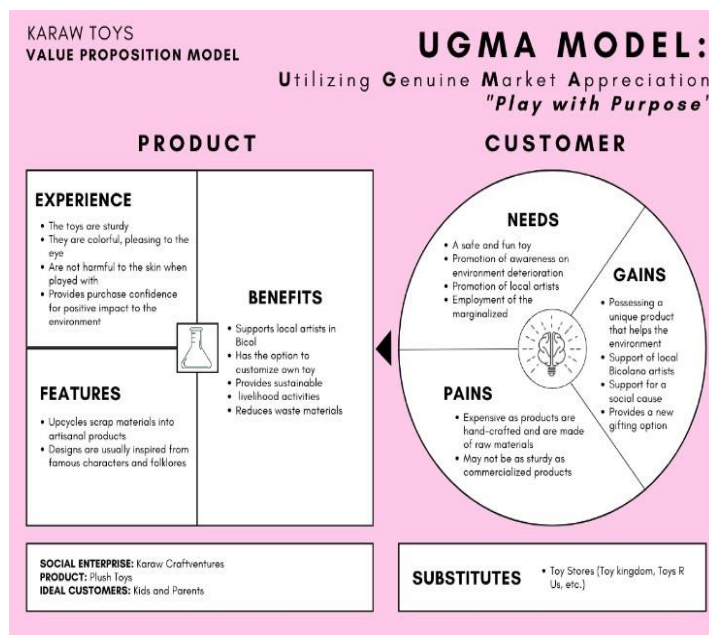 KARAW TOYS
VALUE PROPOSITION MODEL
UGMA MODEL:
Utilizing Genuine Market Appreciation
"Play with Purpose"
PRODUCT
EXPERIENCE
• The toys are sturdy
• They are colorful, pleasing to the
eye
• Are not harmful to the skin when
played with
• Provides purchase confidence
for positive impact to the
environment
FEATURES
• Upcycles scrap materials into
artisanal products
• Designs are usually inspired from
famous characters and folklores
BENEFITS
• Supports local artists in
Bicol
• Has the option to
customize own toy
• Provides sustainable
• livelihood activities
• Reduces waste materials
CUSTOMER
NEEDS
• A safe and fun toy
• Promotion of awareness on
environment deterioration
• Promotion of local artists
• Employment of the
marginalized
GAINS
• Possessing a
unique product
that helps the
environment
• Support of local
Bicolano artists
• Support for a
social cause
• Provides a new
gifting option
PAINS
• Expensive as products are
hand-crafted and are made
of raw materials
• May not be as sturdy as
commercialized products
SOCIAL ENTERPRISE: Karaw Craftventures
PRODUCT: Plush Toys
IDEAL CUSTOMERS: Kids and Parents
SUBSTITUTES
• Toy Stores (Toy kingdom, Toys R
Us, etc.)